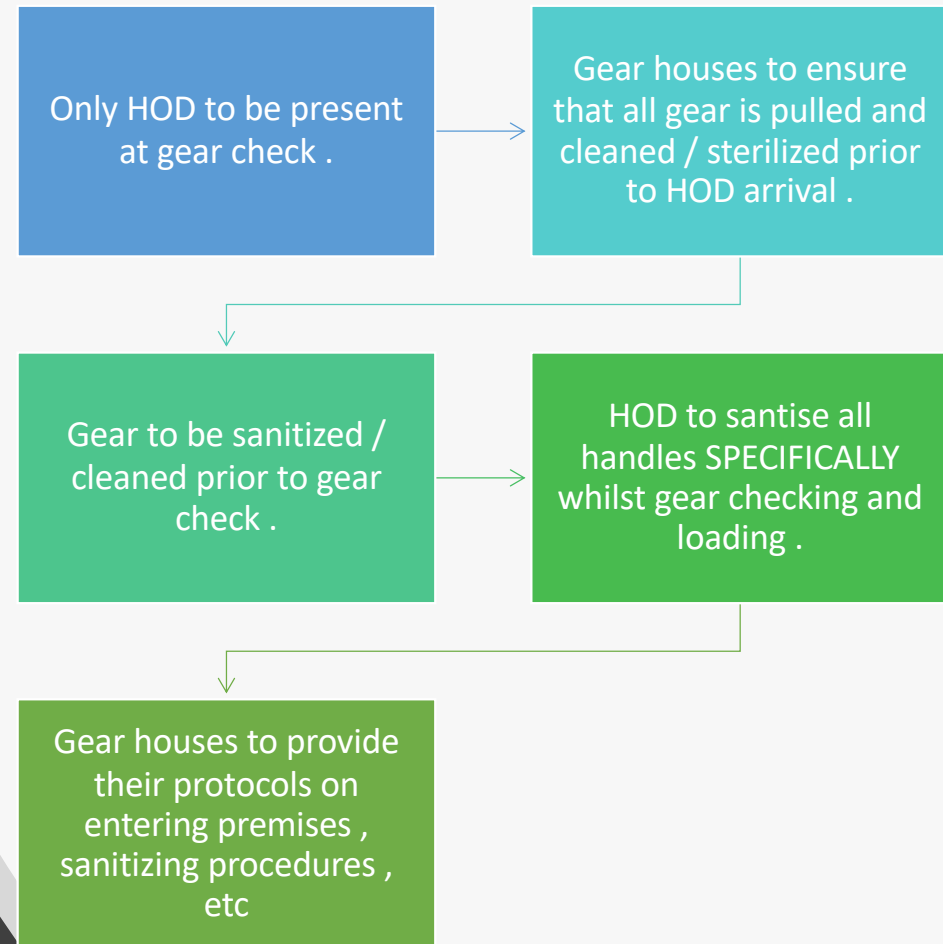 Only HOD to be present
at gear check .
Gear houses to ensure
that all gear is pulled and
cleaned / sterilized prior
to HOD arrival .
Gear to be sanitized /
cleaned prior to gear
check .
HOD to santise all
handles SPECIFICALLY
whilst gear checking and
loading .
Gear houses to provide
their protocols on
entering premises ,
sanitizing procedures ,
etc